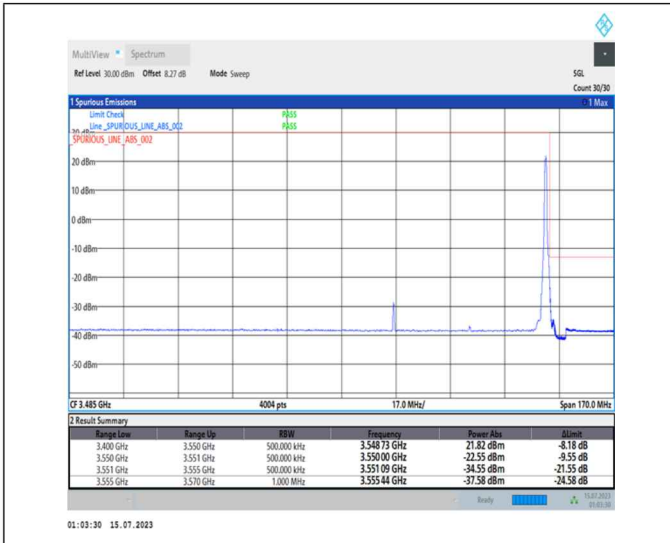 MultiView Spectrum
Ref Level 30.00 dBm Offset 8.27 dB Mode Sweep SGL
Count 30/30
1 Spurious Emissions 1 Max
Limit Check PASS
Line _SPURIOUS_LINE_ABS_002 PASS
SPURIOUS_LINE_ABS_002
20 dBm
10 dBm
0 dBm
-10 dBm
-20 dBm
-30 dBm
-40 dBm
-50 dBm
CF 3.485 GHz 4004 pts 17.0 MHz/ Span 170.0 MHz
2 Result Summary
Range Low Range Up RBW Frequency Power Abs ΔLimit
3.400 GHz 3.550 GHz 500.000 kHz 3.54873 GHz 21.82 dBm -8.18 dB
3.550 GHz 3.551 GHz 500.000 kHz 3.55000 GHz -22.55 dBm -9.55 dB
3.551 GHz 3.555 GHz 500.000 kHz 3.55109 GHz -34.55 dBm -21.55 dB
3.555 GHz 3.570 GHz 1.000 MHz 3.55544 GHz -37.58 dBm -24.58 dB
Ready 15.07.2023
01:03:30
01:03:30 15.07.2023